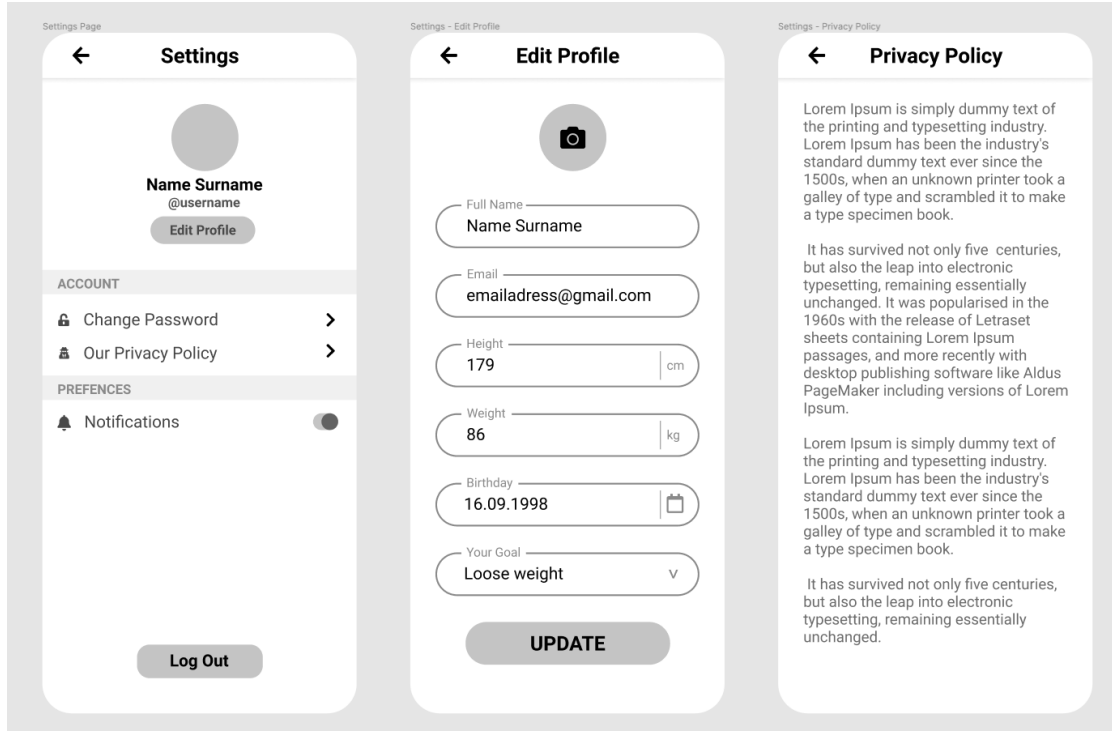 Settings Page
Settings
Name Surname
@username
Edit Profile
ACCOUNT
Change Password
Our Privacy Policy
PREFENCES
Notifications
Log Out
Settings - Edit Profile
Edit Profile
Full Name
Name Surname
Email
emailadress@gmail.com
Height
179
cm
Weight
86
kg
Birthday
16.09.1998
Your Goal
Loose weight
v
UPDATE
Settings - Privacy Policy
Privacy Policy
Lorem Ipsum is simply dummy text of
the printing and typesetting industry.
Lorem Ipsum has been the industry's
standard dummy text ever since the
1500s, when an unknown printer took a
galley of type and scrambled it to make
a type specimen book.
It has survived not only five centuries,
but also the leap into electronic
typesetting, remaining essentially
unchanged. It was popularised in the
1960s with the release of Letraset
sheets containing Lorem Ipsum
passages, and more recently with
desktop publishing software like Aldus
PageMaker including versions of Lorem
Ipsum.
Lorem Ipsum is simply dummy text of
the printing and typesetting industry.
Lorem Ipsum has been the industry's
standard dummy text ever since the
1500s, when an unknown printer took a
galley of type and scrambled it to make
a type specimen book.
It has survived not only five centuries,
but also the leap into electronic
typesetting, remaining essentially
unchanged.